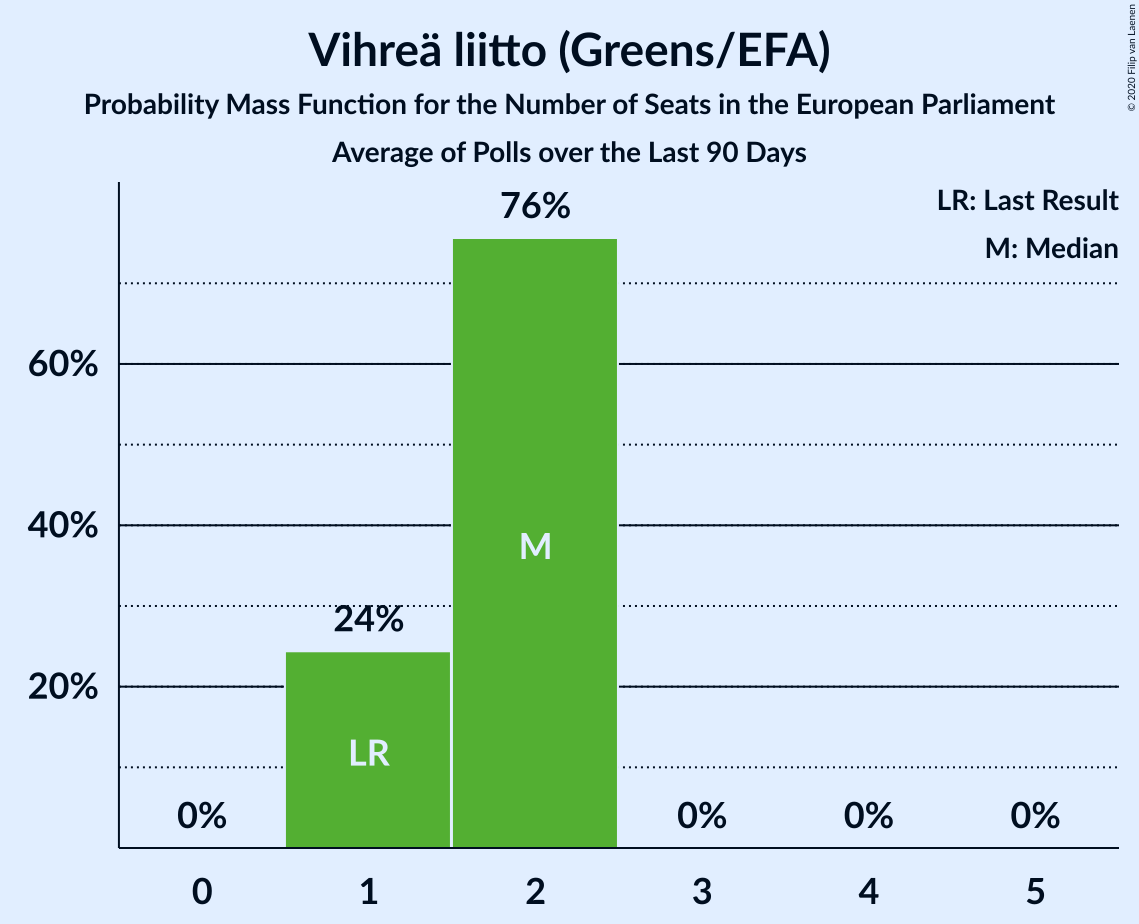 Vihreä liitto (Greens/EFA)
Probability Mass Function for the Number of Seats in the European Parliament
Average of Polls over the Last 90 Days
© 2020 Filip van Laenen
LR: Last Result
M: Median
76%
60%
40%
M
24%
20%
LR
0%
0%
0%
0%
0 1 2 3 4 5